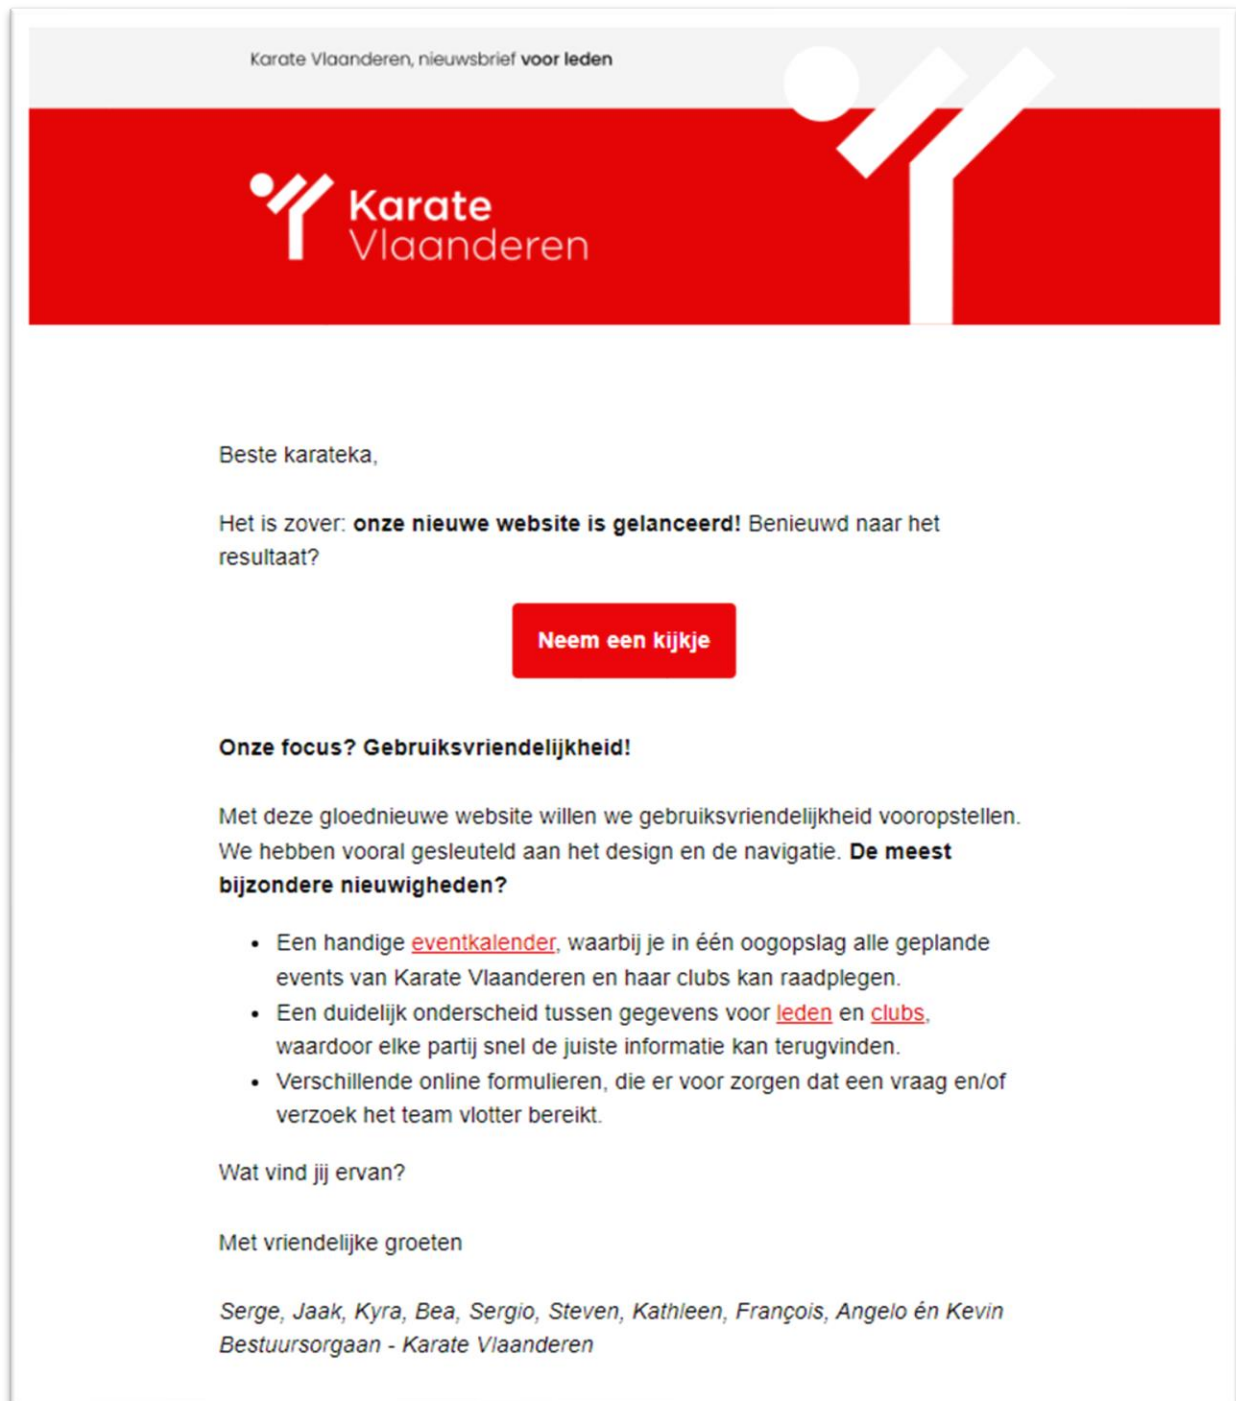 Karate Vlaanderen, nieuwsbrief voor leden
Karate
Vlaanderen
Beste karateka,
Het is zover: onze nieuwe website is gelanceerd! Benieuwd naar het
resultaat?
Neem een kijkje
Onze focus? Gebruiksvriendelijkheid!
Met deze gloednieuwe website willen we gebruiksvriendelijkheid vooropstellen.
We hebben vooral gesleuteld aan het design en de navigatie. De meest
bijzondere nieuwigheden?
• Een handige eventkalender, waarbij je in één oogopslag alle geplande
events van Karate Vlaanderen en haar clubs kan raadplegen.
• Een duidelijk onderscheid tussen gegevens voor leden en clubs,
waardoor elke partij snel de juiste informatie kan terugvinden.
• Verschillende online formulieren, die er voor zorgen dat een vraag en/of
verzoek het team vlotter bereikt.
Wat vind jij ervan?
Met vriendelijke groeten
Serge, Jaak, Kyra, Bea, Sergio, Steven, Kathleen, François, Angelo én Kevin
Bestuursorgaan - Karate Vlaanderen